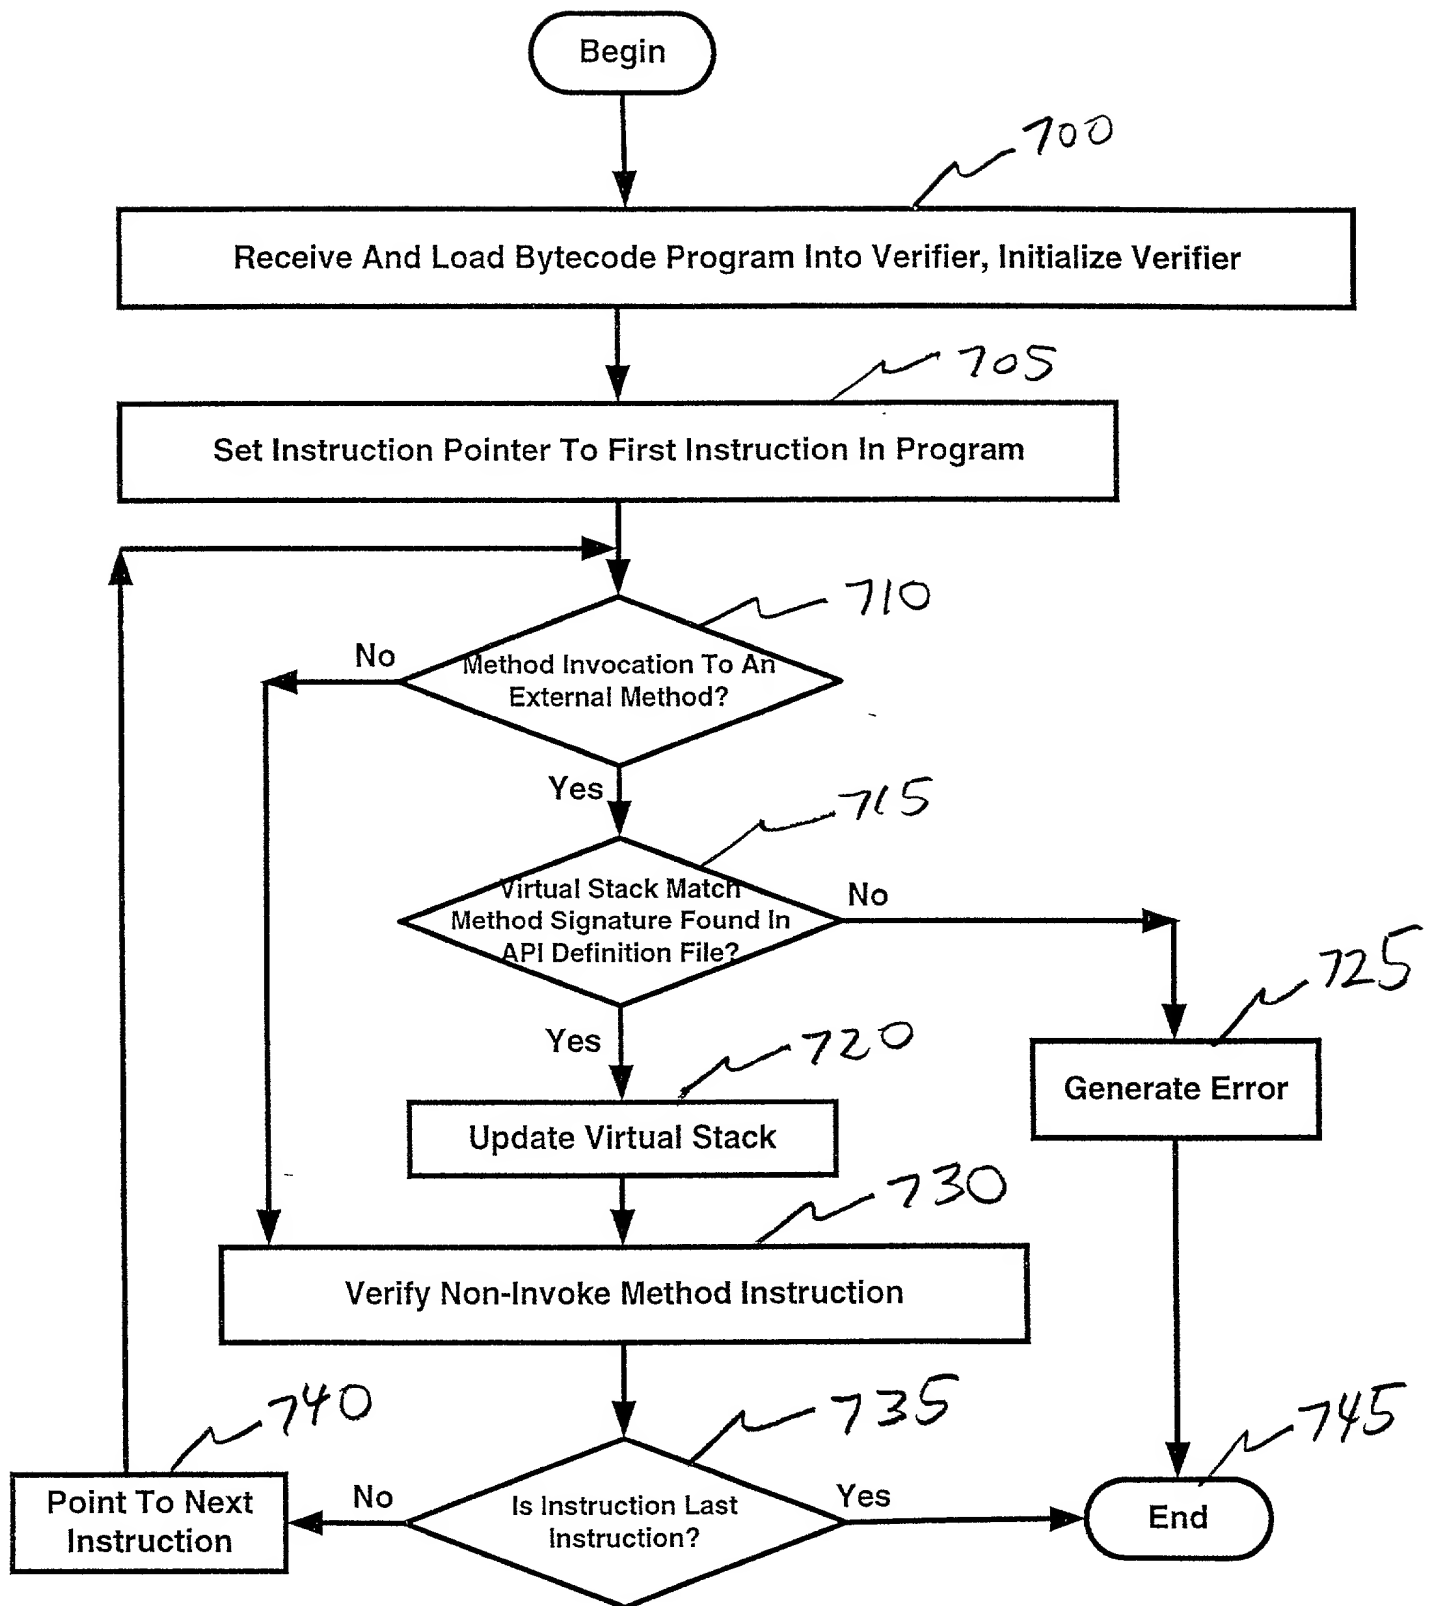 Begin
700
Receive And Load Bytecode Program Into Verifier, Initialize Verifier
705
Set Instruction Pointer To First Instruction In Program
710
No
Method Invocation To An
External Method?
Yes
715
Virtual Stack Match
Method Signature Found In
API Definition File?
No
725
Yes
720
Generate Error
Update Virtual Stack
730
Verify Non-Invoke Method Instruction
740
735
745
Point To Next
Instruction
No
Is Instruction Last
Instruction?
Yes
End